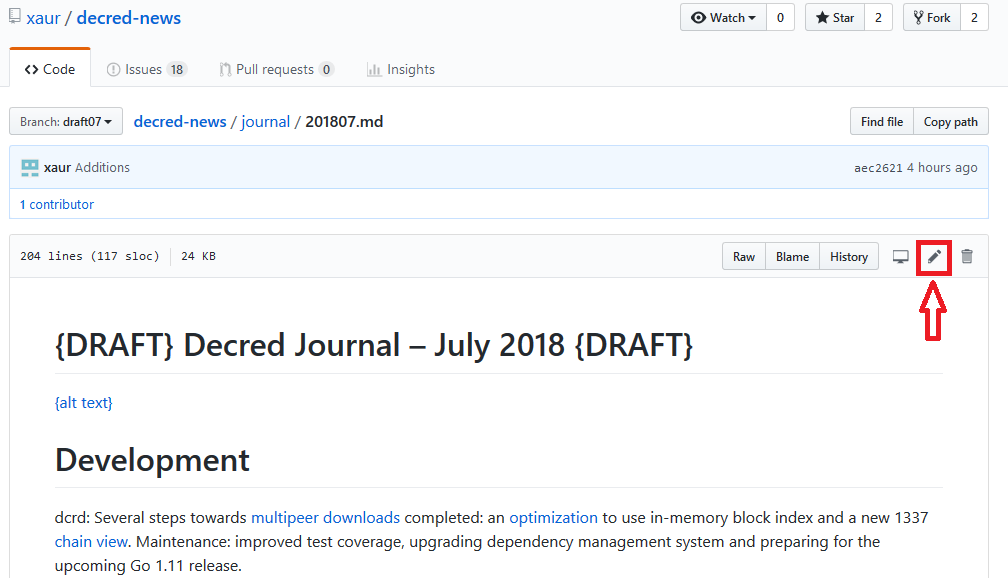 xaur / decred-news
Watch 0 Star 2 Fork 2
Code Issues 18 Pull requests 0 Insights
Branch: draft07 decred-news / journal / 201807.md Find file Copy path
xaur Additions aec2621 4 hours ago
1 contributor
204 lines (117 sloc) 24 KB Raw Blame History
{DRAFT} Decred Journal – July 2018 {DRAFT}
{alt text}
Development
dcrd: Several steps towards multipeer downloads completed: an optimization to use in-memory block index and a new 1337
chain view. Maintenance: improved test coverage, upgrading dependency management system and preparing for the
upcoming Go 1.11 release.